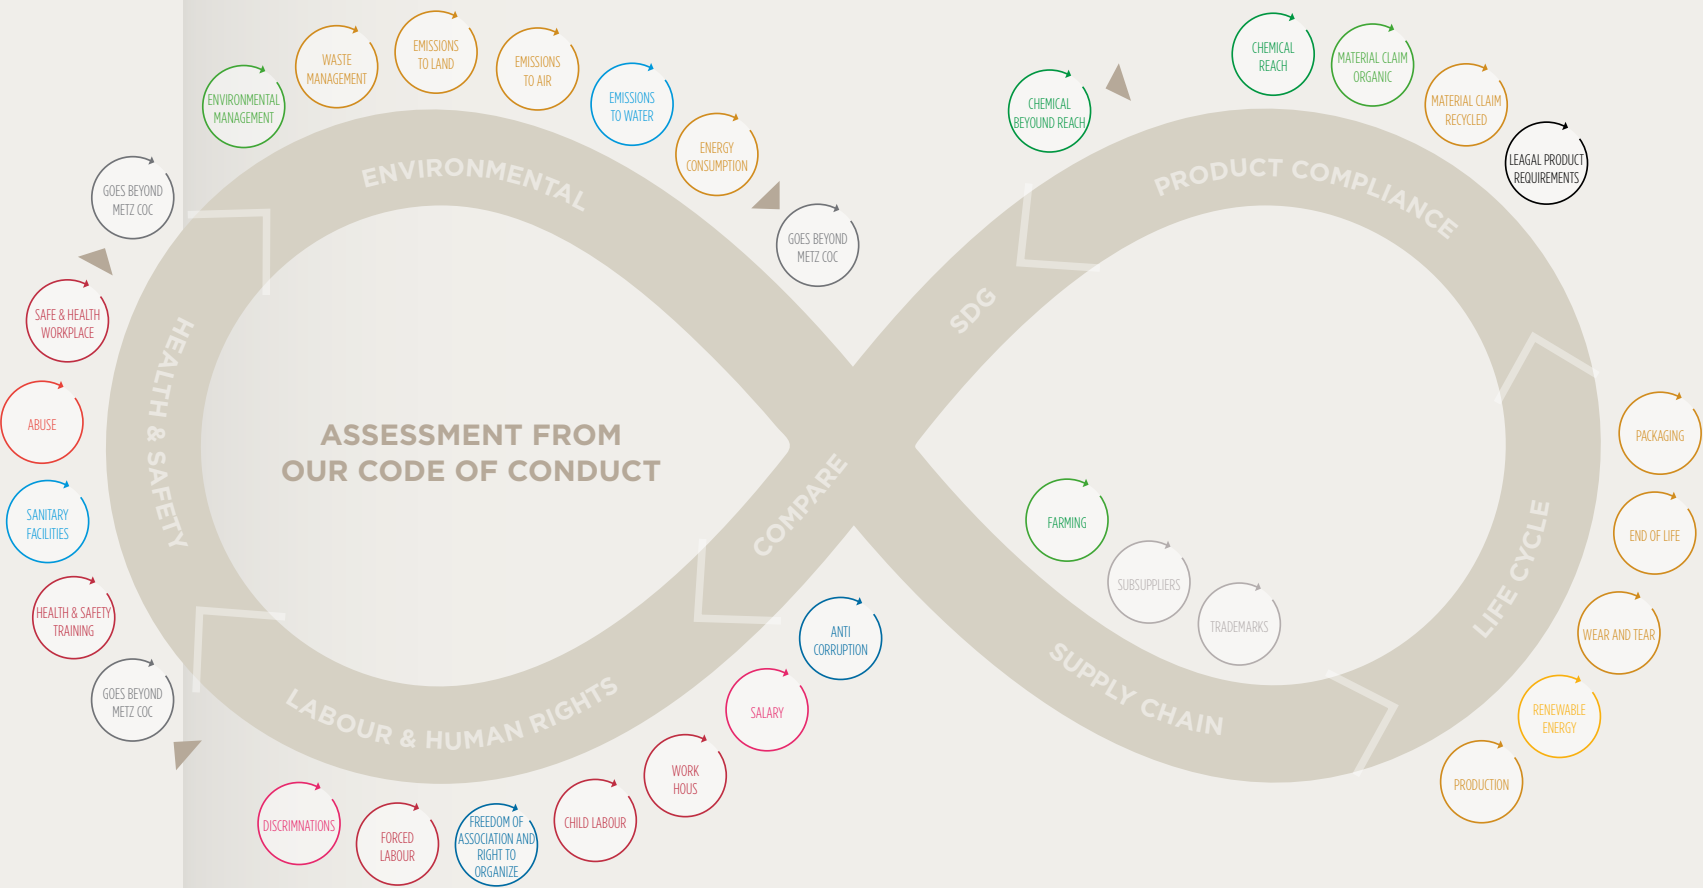 WASTE
MANAGEMENT
EMISSIONS
TO LAND
EMISSIONS
TO AIR
ENVIRONMENTAL
MANAGEMENT
EMISSIONS
TO WATER
ENERGY
CONSUMPTION
GOES BEYOND
METZ COC
GOES BEYOND
METZ COC
ENVIRONMENTAL
SAFE & HEALTH
WORKPLACE
ABUSE
SANITARY
FACILITIES
HEALTH & SAFETY
TRAINING
GOES BEYOND
METZ COC
HEALTH & SAFETY
ASSESSMENT FROM
OUR CODE OF CONDUCT
COMPARE
LABOUR & HUMAN RIGHTS
ANTI
CORRUPTION
SALARY
WORK
HOUS
CHILD LABOUR
FREEDOM OF
ASSOCIATION AND
RIGHT TO
ORGANIZE
FORCED
LABOUR
DISCRIMNATIONS
CHEMICAL
BEYOUND REACH
CHEMICAL
REACH
MATERIAL CLAIM
ORGANIC
MATERIAL CLAIM
RECYCLED
LEAGAL PRODUCT
REQUIREMENTS
PRODUCT COMPLIANCE
SDG
FARMING
SUBSUPPLIERS
TRADEMARKS
SUPPLY CHAIN
LIFE CYCLE
PACKAGING
END OF LIFE
WEAR AND TEAR
RENEWABLE
ENERGY
PRODUCTION